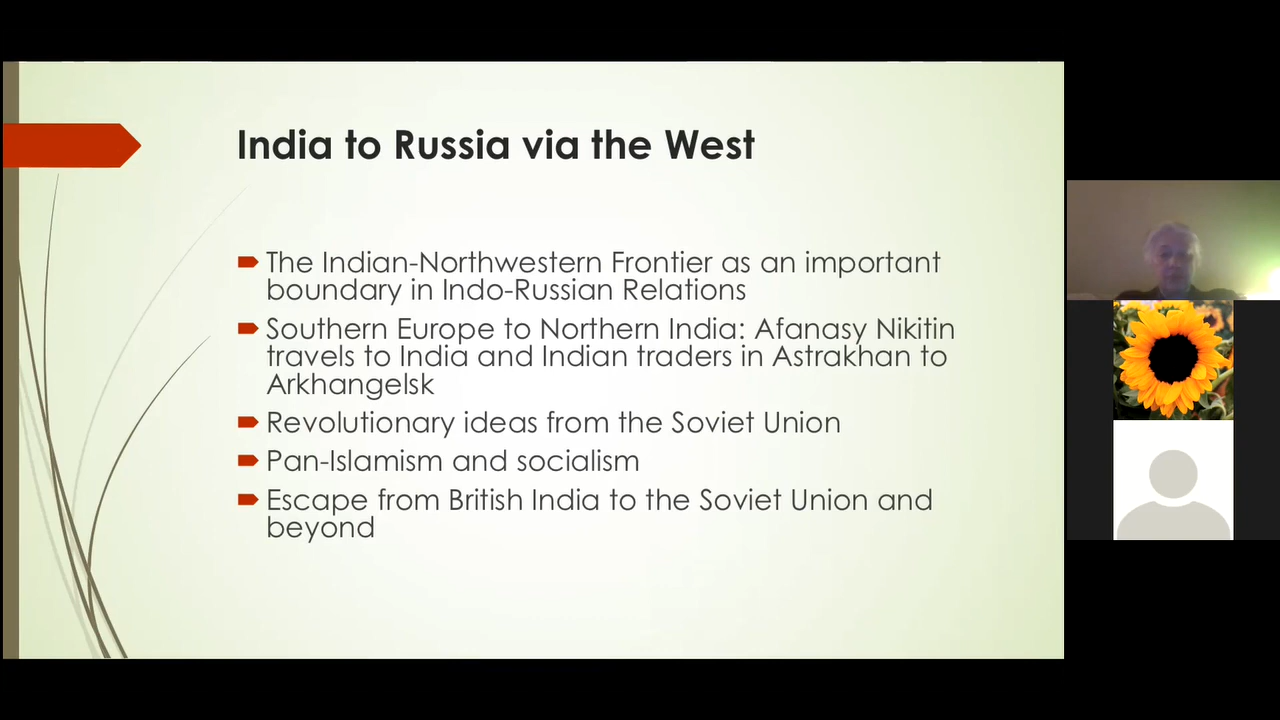 India to Russia via the West
The Indian-Northwestern Frontier as an important
boundary in Indo-Russian Relations
Southern Europe to Northern India: Afanasy Nikitin
travels to India and Indian traders in Astrakhan to
Arkhangelsk
Revolutionary ideas from the Soviet Union
Pan-Islamism and socialism
Escape from British India to the Soviet Union and
beyond